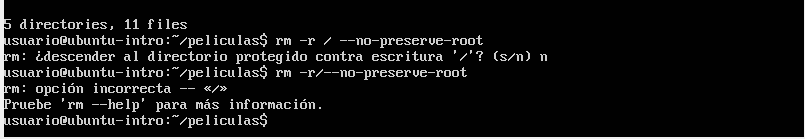 5 directories, 11 files
usuario@ubuntu-intro:~/peliculas$ rm -r / --no-preserve-root
rm: ¿descender al directorio protegido contra escritura '/'? (s/n) n
usuario@ubuntu-intro:~/peliculas$ rm -r/--no-preserve-root
rm: opción incorrecta -- «/»
Pruebe 'rm --help' para más información.
usuario@ubuntu-intro:~/peliculas$